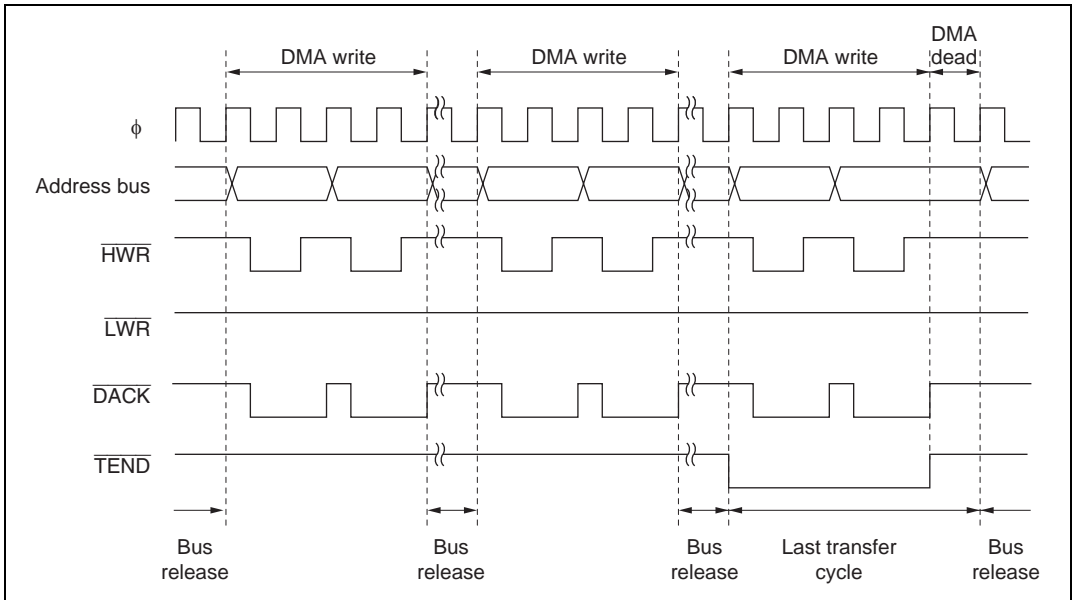 DMA write
DMA write
DMA write
DMA
dead
ϕ
Address bus
HWR
LWR
DACK
TEND
Bus
release
Bus
release
Bus
release
Last transfer
cycle
Bus
release